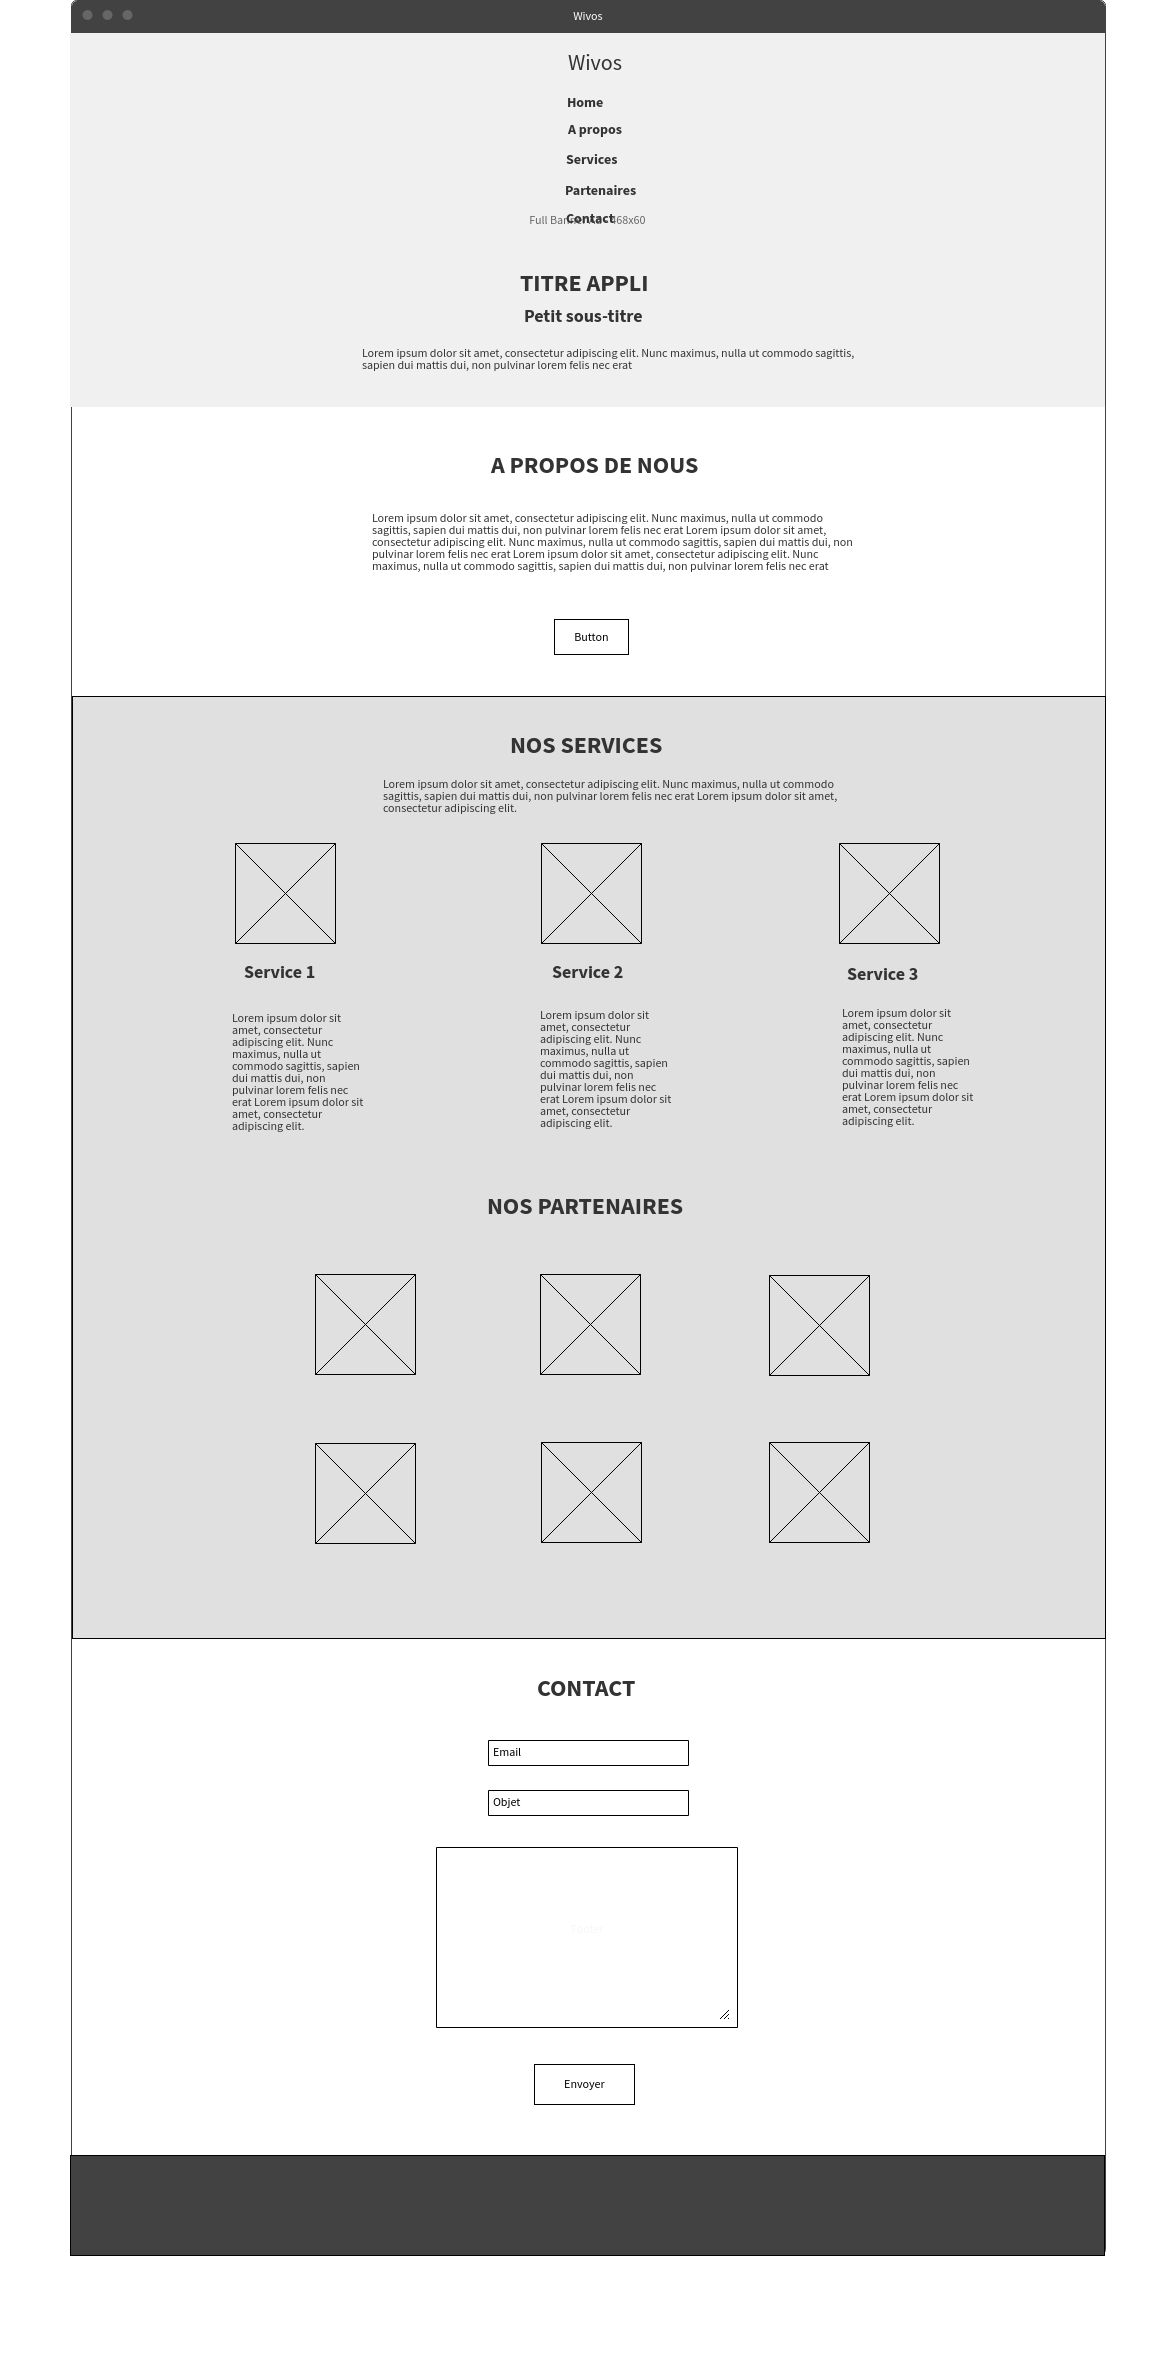 Wivos
Wivos
Home
A propos
Services
Partenaires
Contact
Full Banner 468x60
TITRE APPLI
Petit sous-titre
Lorem ipsum dolor sit amet, consectetur adipiscing elit. Nunc maximus, nulla ut commodo sagittis,
sapien dui mattis dui, non pulvinar lorem felis nec erat
A PROPOS DE NOUS
Lorem ipsum dolor sit amet, consectetur adipiscing elit. Nunc maximus, nulla ut commodo
sagittis, sapien dui mattis dui, non pulvinar lorem felis nec erat Lorem ipsum dolor sit amet,
consectetur adipiscing elit. Nunc maximus, nulla ut commodo sagittis, sapien dui mattis dui, non
pulvinar lorem felis nec erat Lorem ipsum dolor sit amet, consectetur adipiscing elit. Nunc
maximus, nulla ut commodo sagittis, sapien dui mattis dui, non pulvinar lorem felis nec erat
Button
NOS SERVICES
Lorem ipsum dolor sit amet, consectetur adipiscing elit. Nunc maximus, nulla ut commodo
sagittis, sapien dui mattis dui, non pulvinar lorem felis nec erat Lorem ipsum dolor sit amet,
consectetur adipiscing elit.
Service 1
Lorem ipsum dolor sit
amet, consectetur
adipiscing elit. Nunc
maximus, nulla ut
commodo sagittis, sapien
dui mattis dui, non
pulvinar lorem felis nec
erat Lorem ipsum dolor sit
amet, consectetur
adipiscing elit.
Service 2
Lorem ipsum dolor sit
amet, consectetur
adipiscing elit. Nunc
maximus, nulla ut
commodo sagittis, sapien
dui mattis dui, non
pulvinar lorem felis nec
erat Lorem ipsum dolor sit
amet, consectetur
adipiscing elit.
Service 3
Lorem ipsum dolor sit
amet, consectetur
adipiscing elit. Nunc
maximus, nulla ut
commodo sagittis, sapien
dui mattis dui, non
pulvinar lorem felis nec
erat Lorem ipsum dolor sit
amet, consectetur
adipiscing elit.
NOS PARTENAIRES
CONTACT
Email
Objet
Envoyer